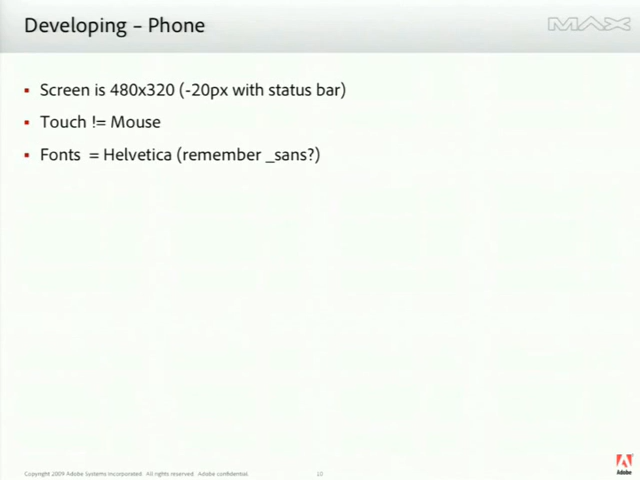 Developing – Phone
MAX
▪ Screen is 480x320 (-20px with status bar)
▪ Touch != Mouse
▪ Fonts = Helvetica (remember _sans?)
Copyright 2009 Adobe Systems Incorporated. All rights reserved. Adobe confidential.
10
Adobe